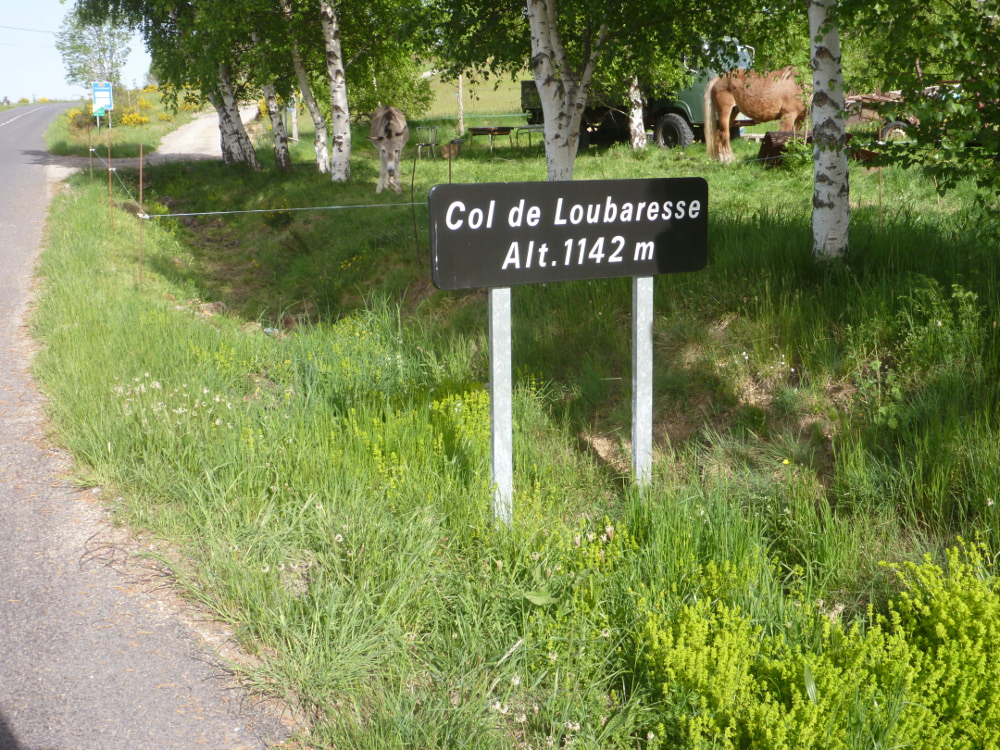 Col de Loubaresse
Alt.1142 m